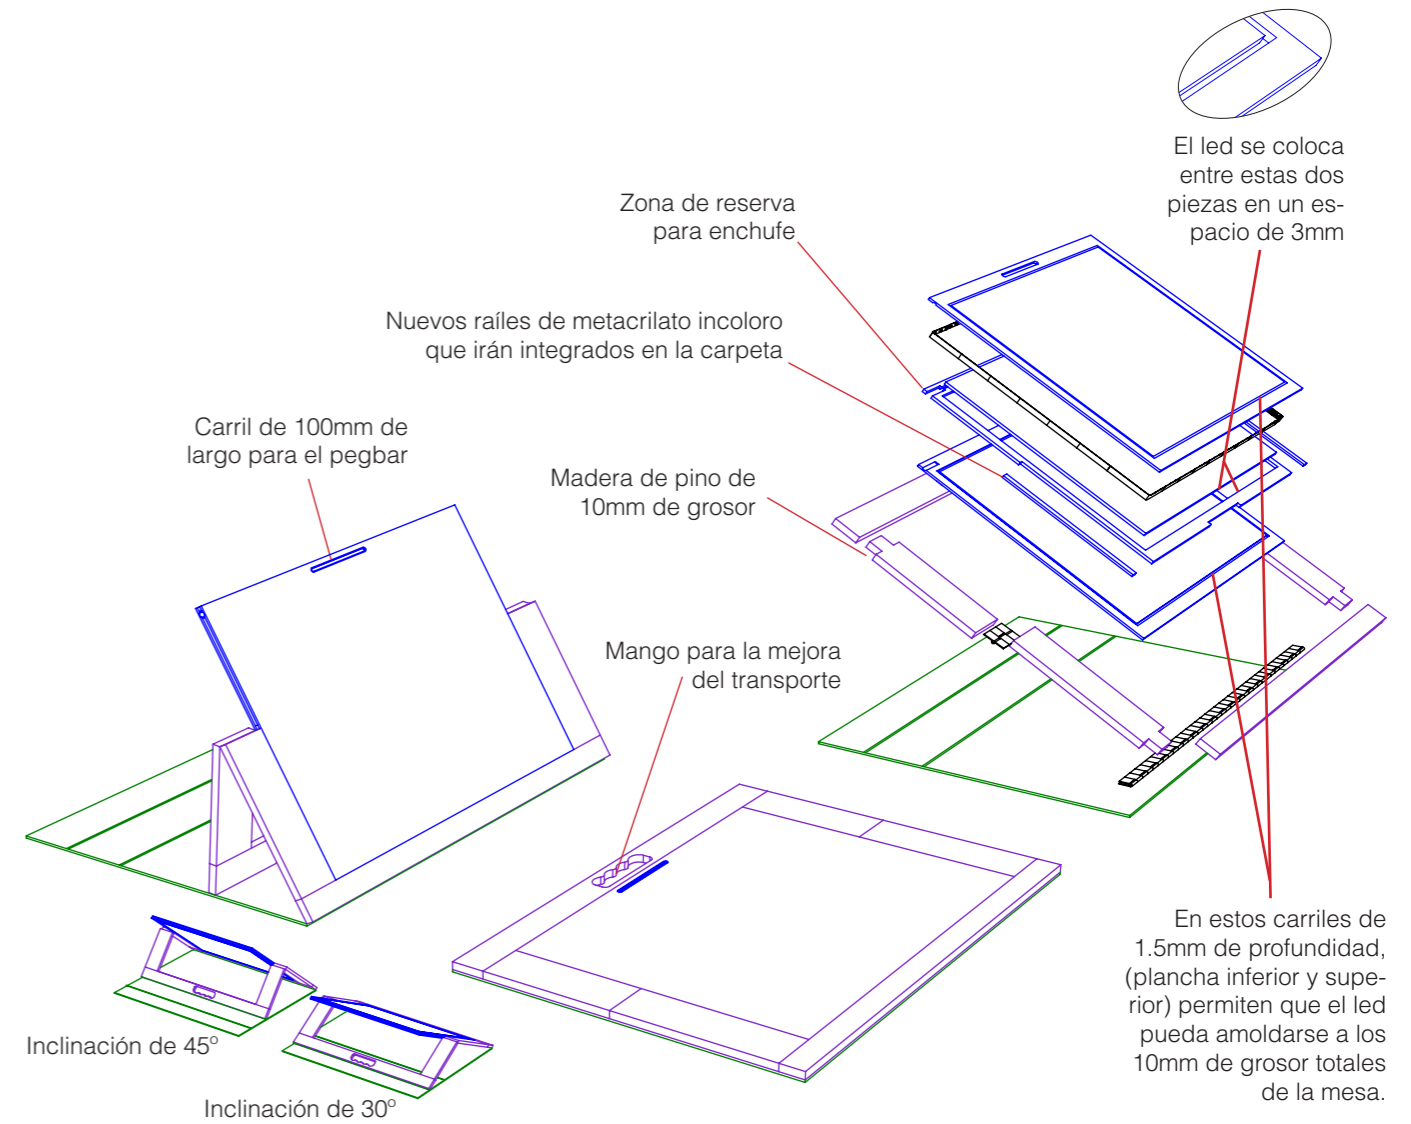 El led se coloca
entre estas dos
piezas en un es-
pacio de 3mm
Zona de reserva
para enchufe
Nuevos raíles de metacrilato incoloro
que irán integrados en la carpeta
Carril de 100mm de
largo para el pegbar
Madera de pino de
10mm de grosor
Mango para la mejora
del transporte
En estos carriles de
1.5mm de profundidad,
(plancha inferior y supe-
rior) permiten que el led
pueda amoldarse a los
10mm de grosor totales
de la mesa.
Inclinación de 45º
Inclinación de 30º